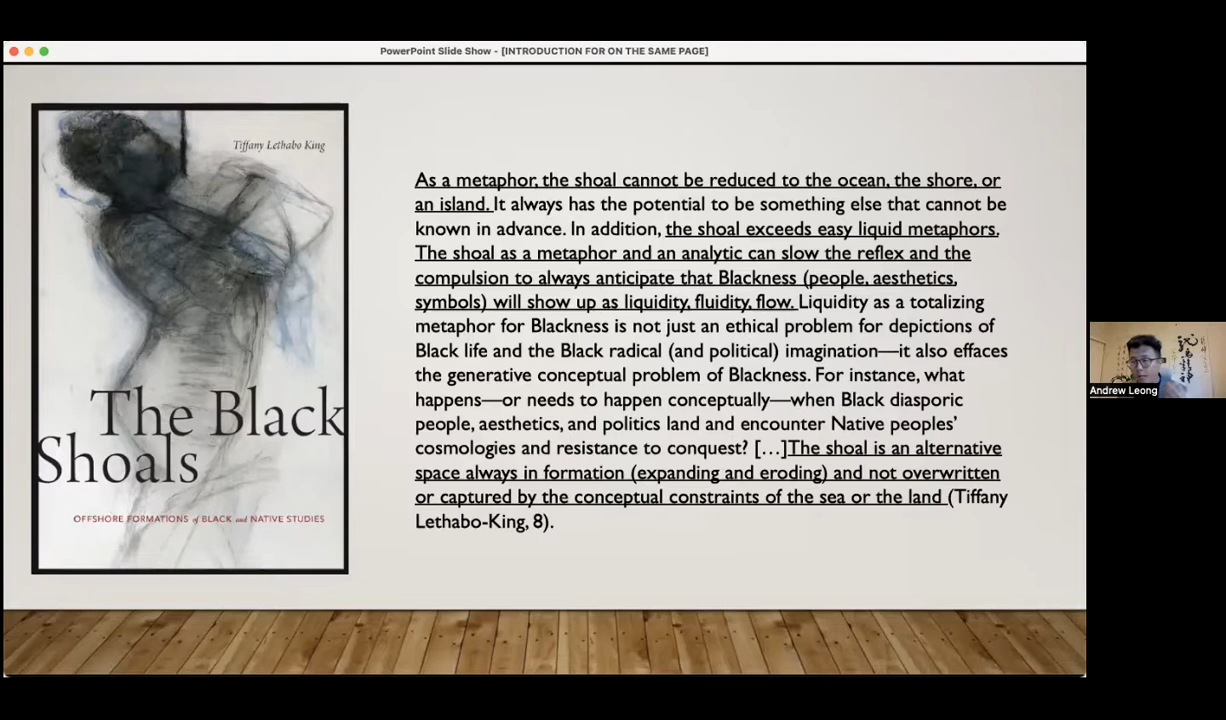 PowerPoint Slide Show - [INTRODUCTION FOR ON THE SAME PAGE]
Tiffany Lethabo King
The Black
Shoals
OFFSHORE FORMATIONS of BLACK and NATIVE STUDIES
As a metaphor, the shoal cannot be reduced to the ocean, the shore, or
an island. It always has the potential to be something else that cannot be
known in advance. In addition, the shoal exceeds easy liquid metaphors.
The shoal as a metaphor and an analytic can slow the reflex and the
compulsion to always anticipate that Blackness (people, aesthetics,
symbols) will show up as liquidity, fluidity, flow. Liquidity as a totalizing
metaphor for Blackness is not just an ethical problem for depictions of
Black life and the Black radical (and political) imagination—it also effaces
the generative conceptual problem of Blackness. For instance, what
happens—or needs to happen conceptually—when Black diasporic
people, aesthetics, and politics land and encounter Native peoples’
cosmologies and resistance to conquest? […]The shoal is an alternative
space always in formation (expanding and eroding) and not overwritten
or captured by the conceptual constraints of the sea or the land (Tiffany
Lethabo-King, 8).
Andrew Leong